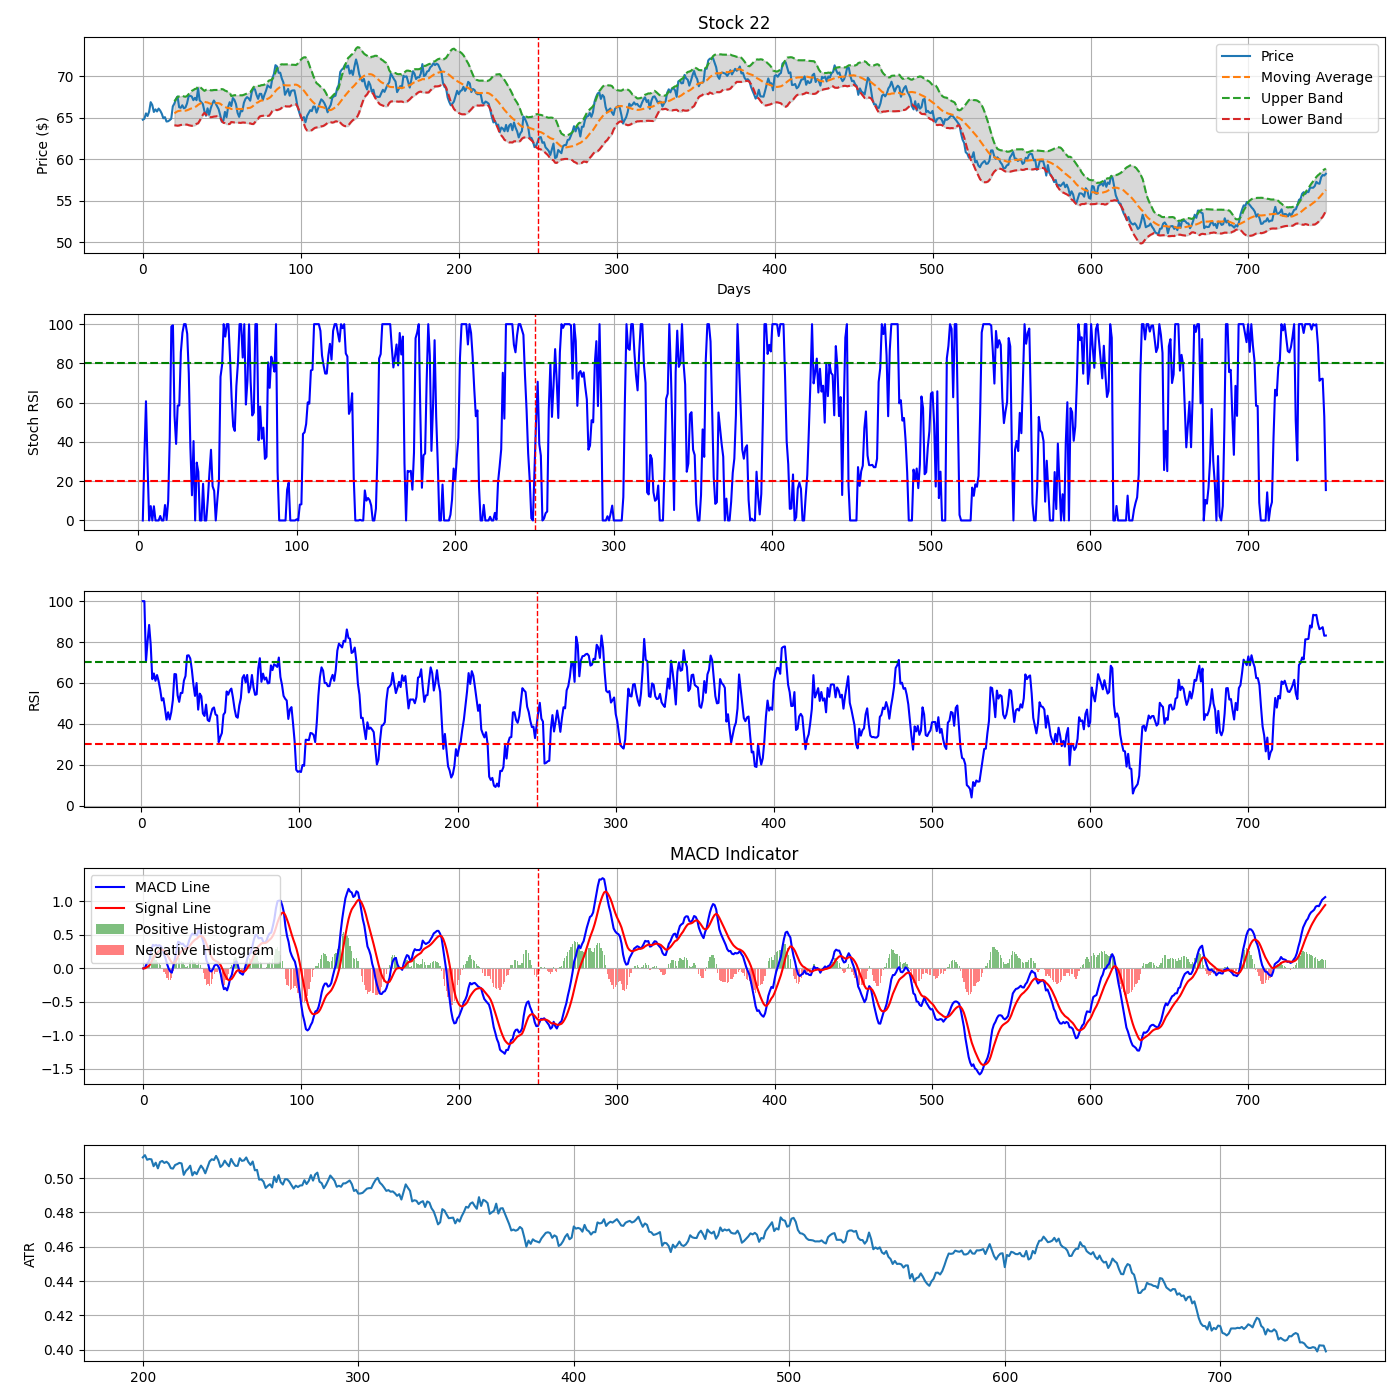 Stock 22
Price ($)
70
65
60
55
50
Price
Moving Average
Upper Band
Lower Band
0 100 200 300 400 500 600 700
Days
Stoch RSI
100
80
60
40
20
0
0 100 200 300 400 500 600 700
RSI
100
80
60
40
20
0
0 100 200 300 400 500 600 700
MACD Indicator
1.0
0.5
0.0
−0.5
−1.0
−1.5
MACD Line
Signal Line
Positive Histogram
Negative Histogram
0 100 200 300 400 500 600 700
ATR
0.50
0.48
0.46
0.44
0.42
0.40
200 300 400 500 600 700